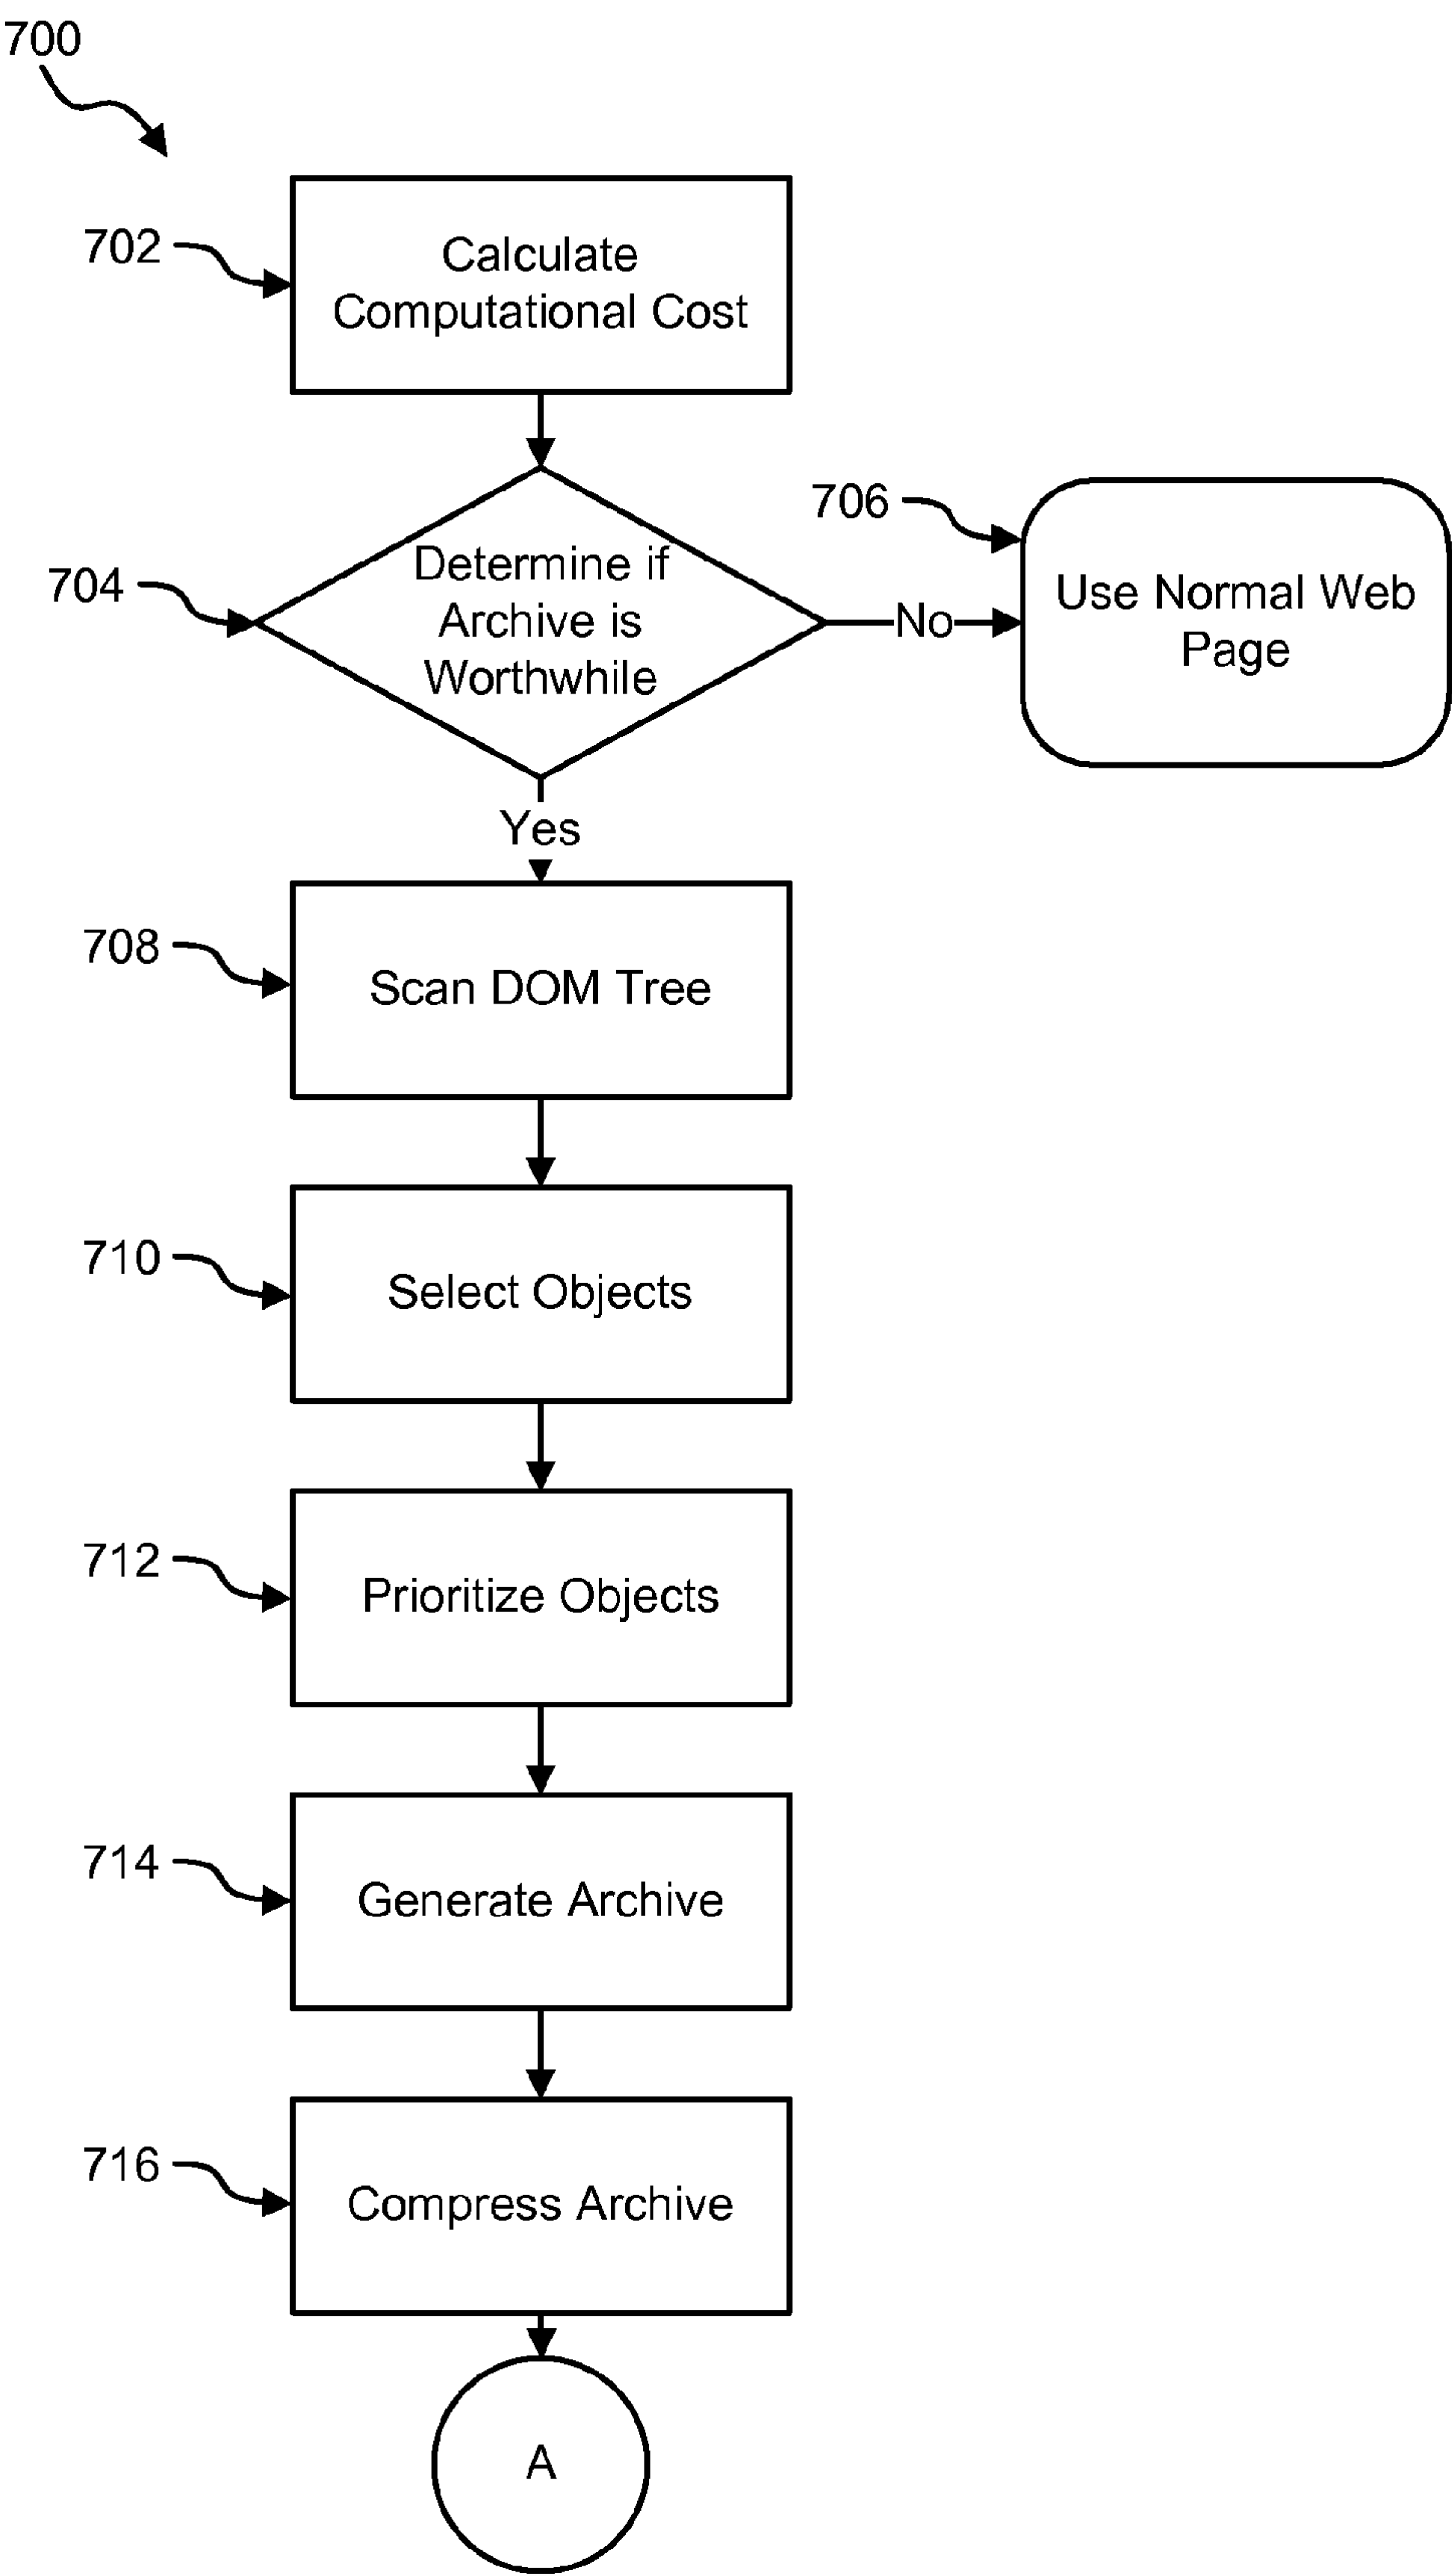 700
702
Calculate
Computational Cost
704
Determine if
Archive is
Worthwhile
No
706
Use Normal Web
Page
Yes
708
Scan DOM Tree
710
Select Objects
712
Prioritize Objects
714
Generate Archive
716
Compress Archive
A